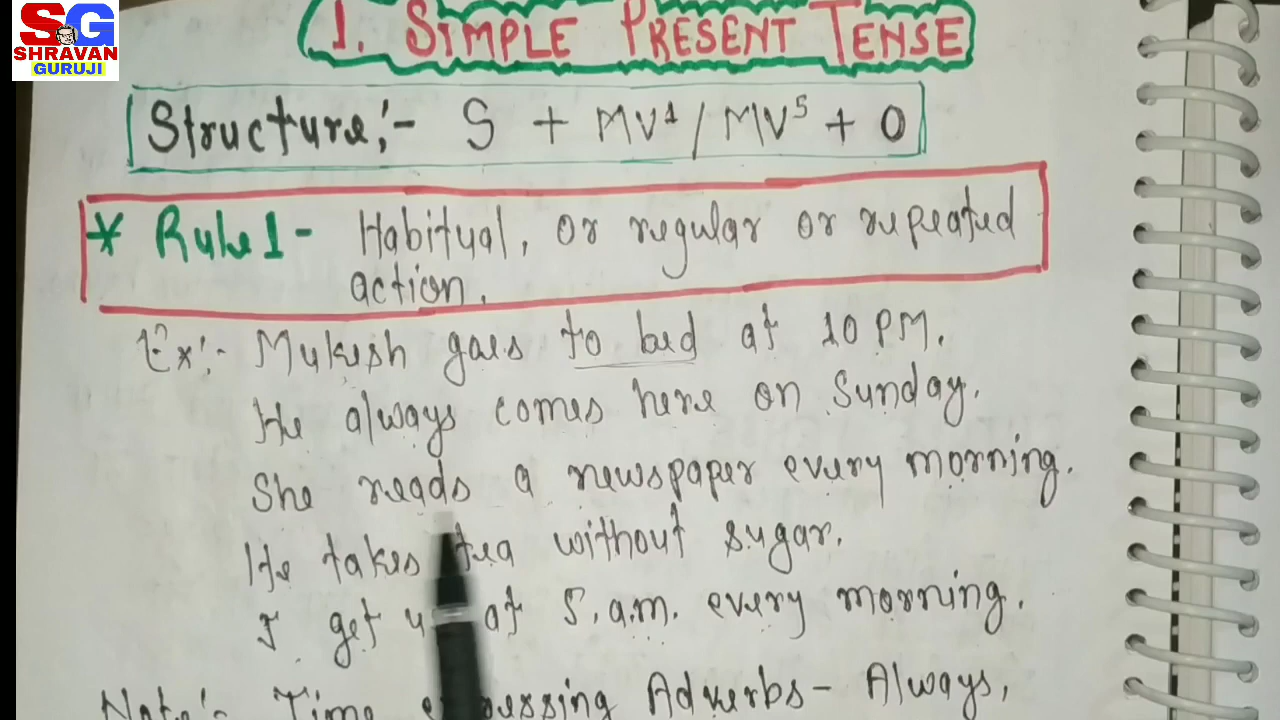 SG
SHRAVAN
GURUJI
1. SIMPLE PRESENT TENSE
Structure:- S + MV¹/MV⁵ + O
* Rule 1- Habitual, or regular or repeated
action.
Ex:- Mukesh goes to bed at 10 PM.
He always comes here on Sunday.
She reads a newspaper every morning.
He takes tea without sugar.
I get at 5. a.m. every morning.
Note:- Time Adverbs- Always,